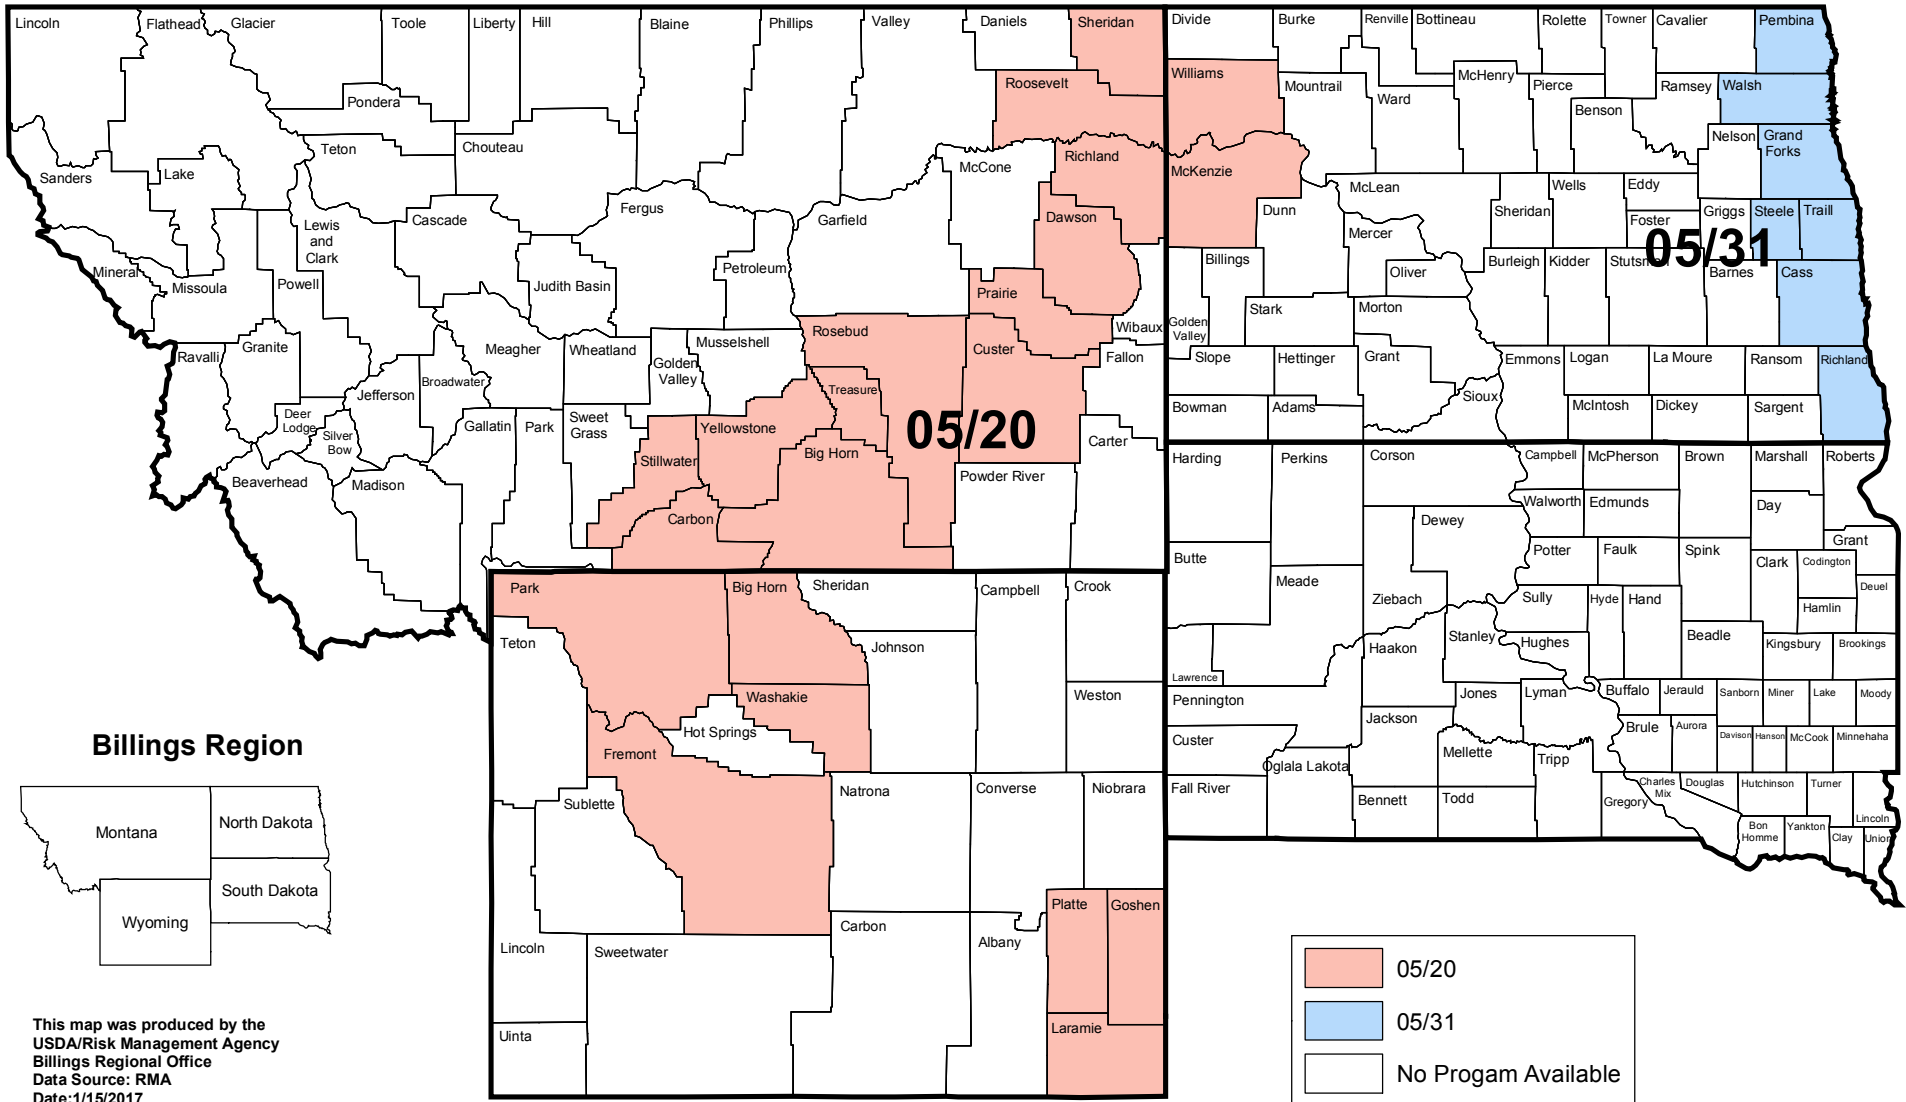 Lincoln
Flathead
Glacier
Toole
Liberty
Hill
Blaine
Phillips
Valley
Daniels
Sheridan
Roosevelt
Pondera
Teton
Chouteau
Sanders
Lake
Lewis
and
Clark
Cascade
Fergus
Garfield
McCone
Richland
Dawson
Mineral
Missoula
Powell
Judith Basin
Petroleum
Prairie
Wibaux
Ravalli
Granite
Meagher
Wheatland
Golden
Valley
Musselshell
Rosebud
Custer
Fallon
Jefferson
Broadwater
Treasure
Deer
Lodge
Silver
Bow
Gallatin
Park
Sweet
Grass
Yellowstone
05/20
Carter
Stillwater
Big Horn
Beaverhead
Madison
Carbon
Powder River
Divide
Burke
Renville
Bottineau
Rolette
Towner
Cavalier
Pembina
Williams
Mountrail
Ward
McHenry
Pierce
Benson
Ramsey
Walsh
Nelson
Grand
Forks
McKenzie
McLean
Dunn
Mercer
Sheridan
Wells
Eddy
Foster
Griggs
Steele
Traill
05/31
Billings
Oliver
Burleigh
Kidder
Stutsman
Barnes
Cass
Golden
Valley
Stark
Morton
Slope
Hettinger
Grant
Emmons
Logan
La Moure
Ransom
Richland
Bowman
Adams
Sioux
McIntosh
Dickey
Sargent
Harding
Perkins
Corson
Campbell
McPherson
Brown
Marshall
Roberts
Walworth
Edmunds
Day
Dewey
Potter
Faulk
Spink
Grant
Clark
Codington
Butte
Meade
Ziebach
Sully
Hyde
Hand
Hamlin
Deuel
Stanley
Hughes
Beadle
Kingsbury
Brookings
Haakon
Lawrence
Pennington
Jones
Lyman
Buffalo
Jerauld
Sanborn
Miner
Lake
Moody
Jackson
Brule
Aurora
Davison
Hanson
McCook
Minnehaha
Custer
Oglala Lakota
Mellette
Tripp
Fall River
Bennett
Todd
Gregory
Charles
Mix
Douglas
Hutchinson
Turner
Lincoln
Bon
Homme
Yankton
Clay
Union
Park
Big Horn
Sheridan
Campbell
Crook
Teton
Johnson
Washakie
Weston
Hot Springs
Fremont
Sublette
Natrona
Converse
Niobrara
Lincoln
Sweetwater
Carbon
Albany
Platte
Goshen
Uinta
Laramie
Billings Region
Montana
North Dakota
South Dakota
Wyoming
This map was produced by the
USDA/Risk Management Agency
Billings Regional Office
Data Source: RMA
Date:1/15/2017
05/20
05/31
No Progam Available